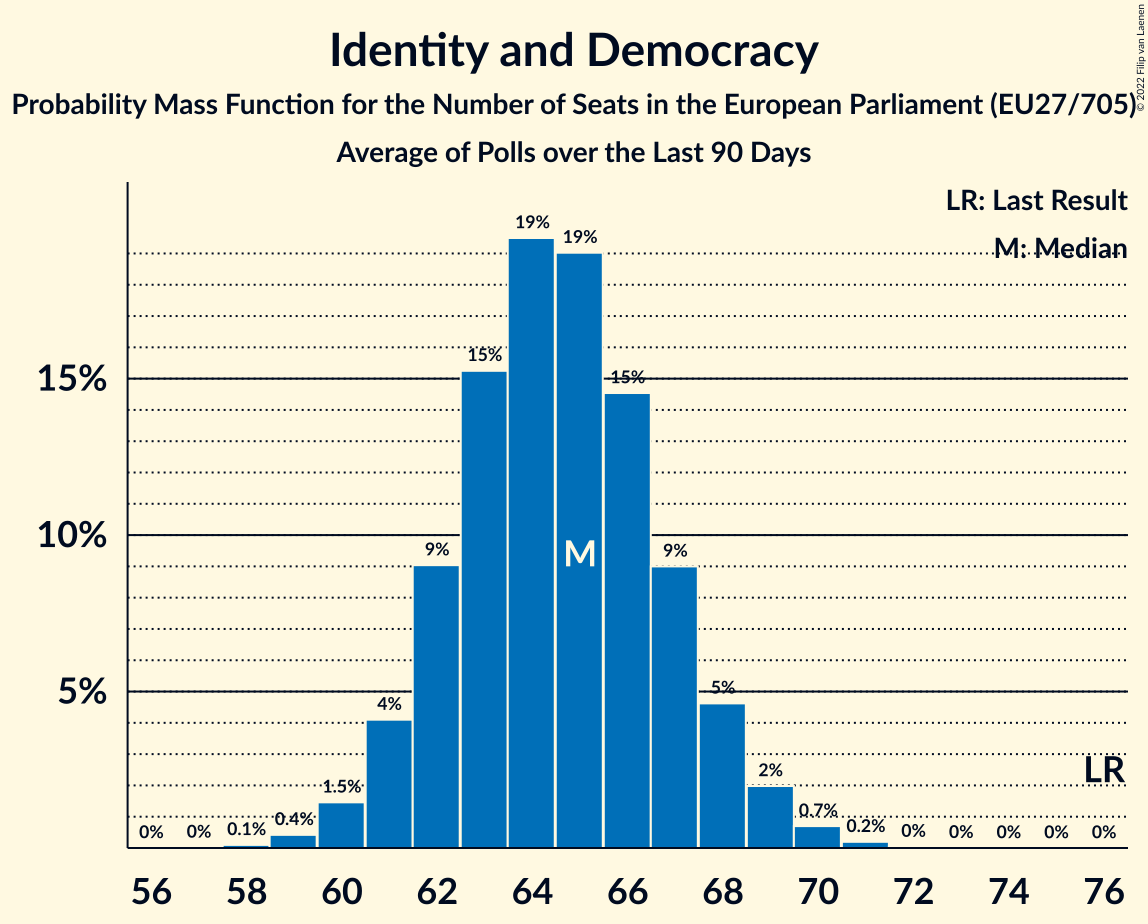 Identity and Democracy
Probability Mass Function for the Number of Seats in the European Parliament (EU27/705)
Average of Polls over the Last 90 Days
© 2022 Filip van Laenen
LR: Last Result
M: Median
19%
19%
15%
15%
15%
10%
9%
M
9%
5%
5%
4%
LR
2%
1.5%
0.7%
0.4%
0.2%
0.1%
0%
0%
0%
0%
0%
0%
0%
56 58 60 62 64 66 68 70 72 74 76